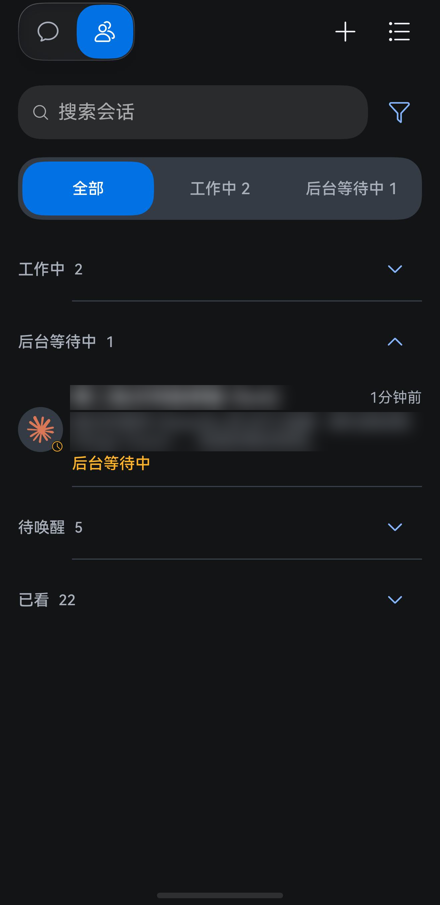 搜索会话
全部
工作中 2
后台等待中 1
工作中 2
后台等待中 1
1分钟前
后台等待中
待唤醒 5
已看 22